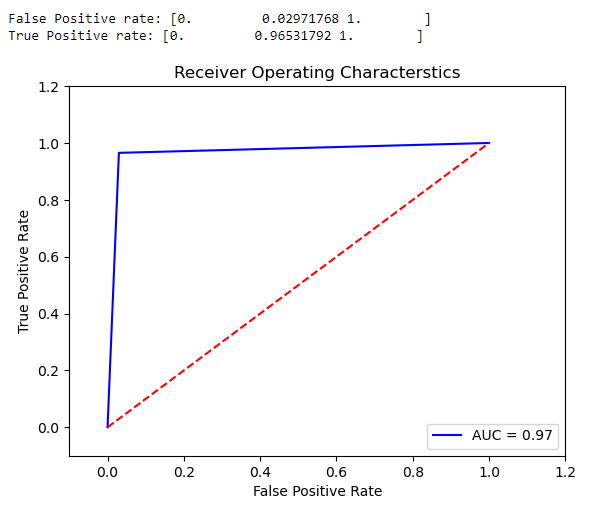 False Positive rate: [0.         0.02971768 1.        ]
True Positive rate: [0.         0.96531792 1.        ]
Receiver Operating Characterstics
1.2
1.0
0.8
0.6
0.4
0.2
0.0
True Positive Rate
AUC = 0.97
0.0 0.2 0.4 0.6 0.8 1.0 1.2
False Positive Rate